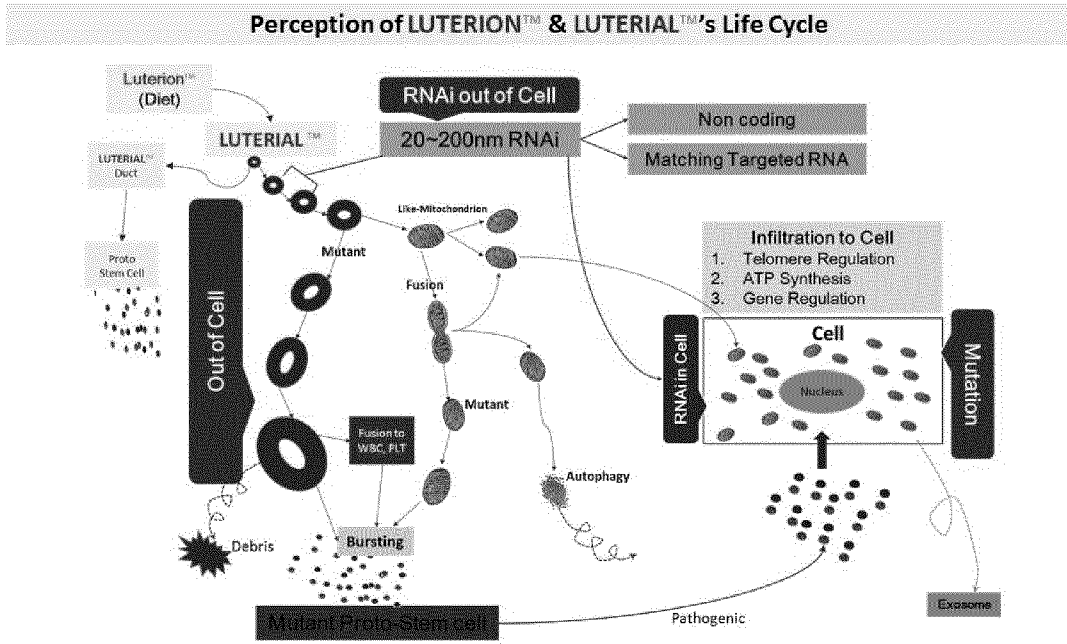 Perception of LUTERION™ & LUTERIAL™'s Life Cycle
Luterion™
(Diet)
LUTERIAL™
LUTERIAL™
Duct
Proto
Stem Cell
RNAi out of Cell
20~200nm RNAi
Non coding
Matching Targeted RNA
Like-Mitochondrion
Mutant
Fusion
Out of Cell
Mutant
Fusion to
WBC, PLT
Autophagy
Bursting
Debris
Mutant Proto-Stem cell
Pathogenic
Infiltration to Cell
1. Telomere Regulation
2. ATP Synthesis
3. Gene Regulation
RNAi in Cell
Cell
Nucleus
Mutation
Exosome